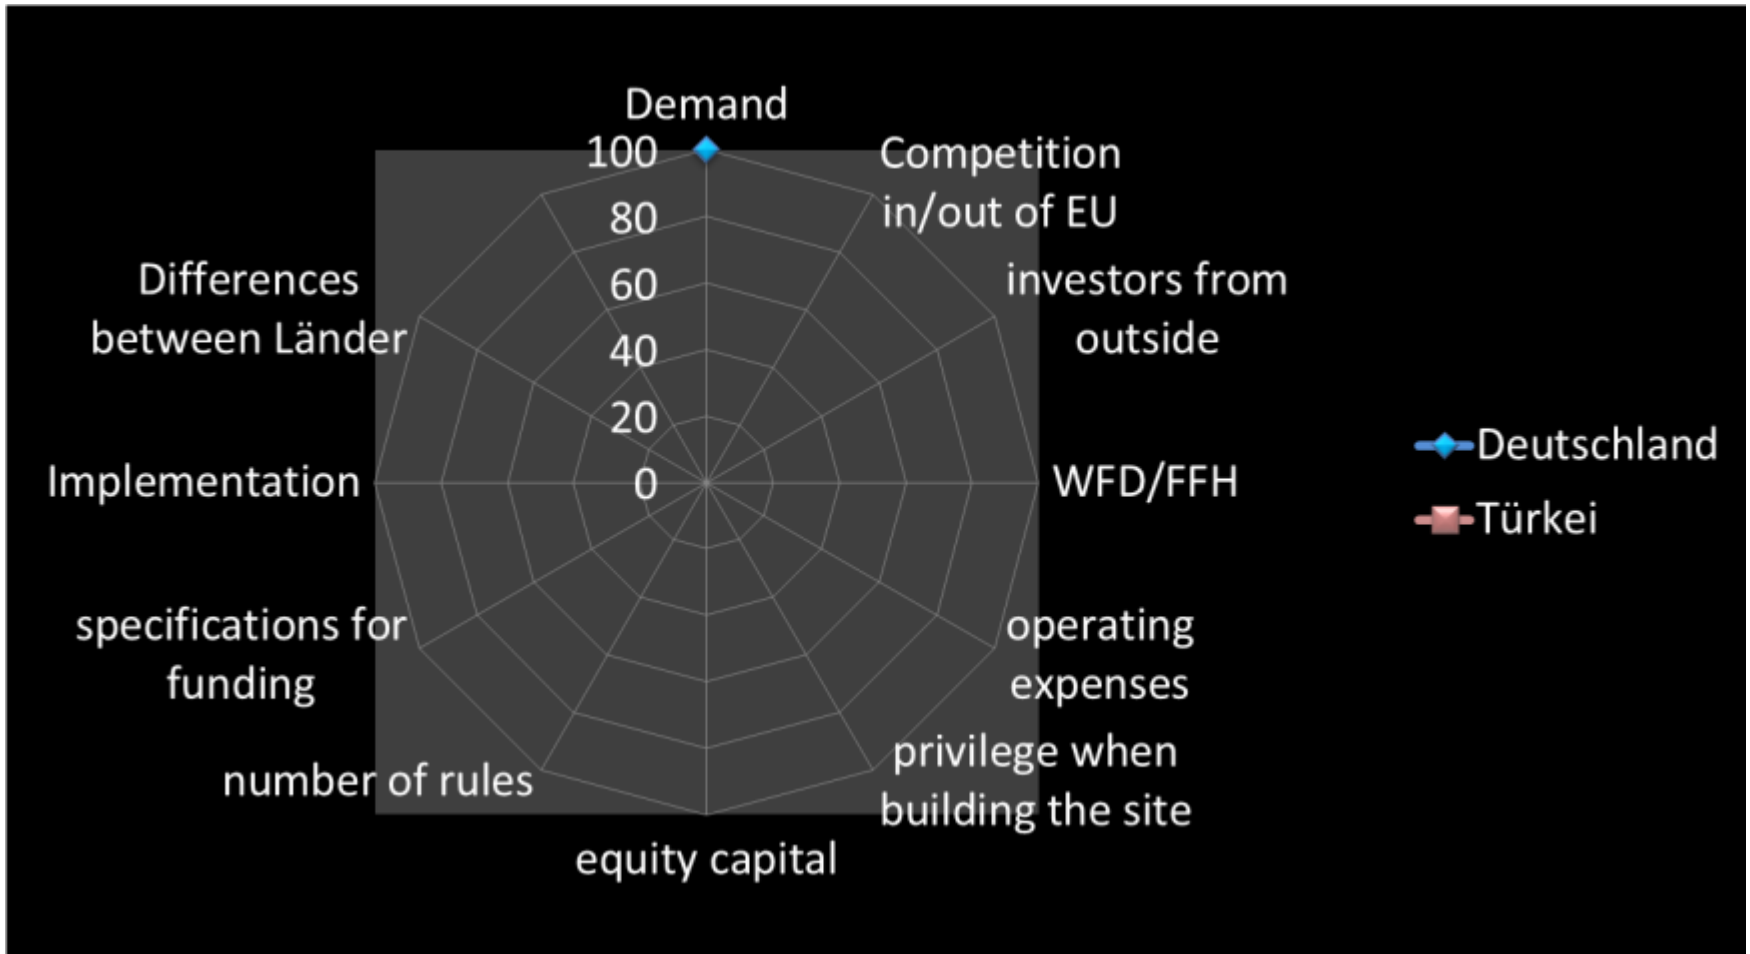 Demand
100
80
60
40
20
0
Competition
in/out of EU
investors from
outside
WFD/FFH
operating
expenses
privilege when
building the site
equity capital
number of rules
specifications for
funding
Implementation
Differences
between Länder
Deutschland
Türkei